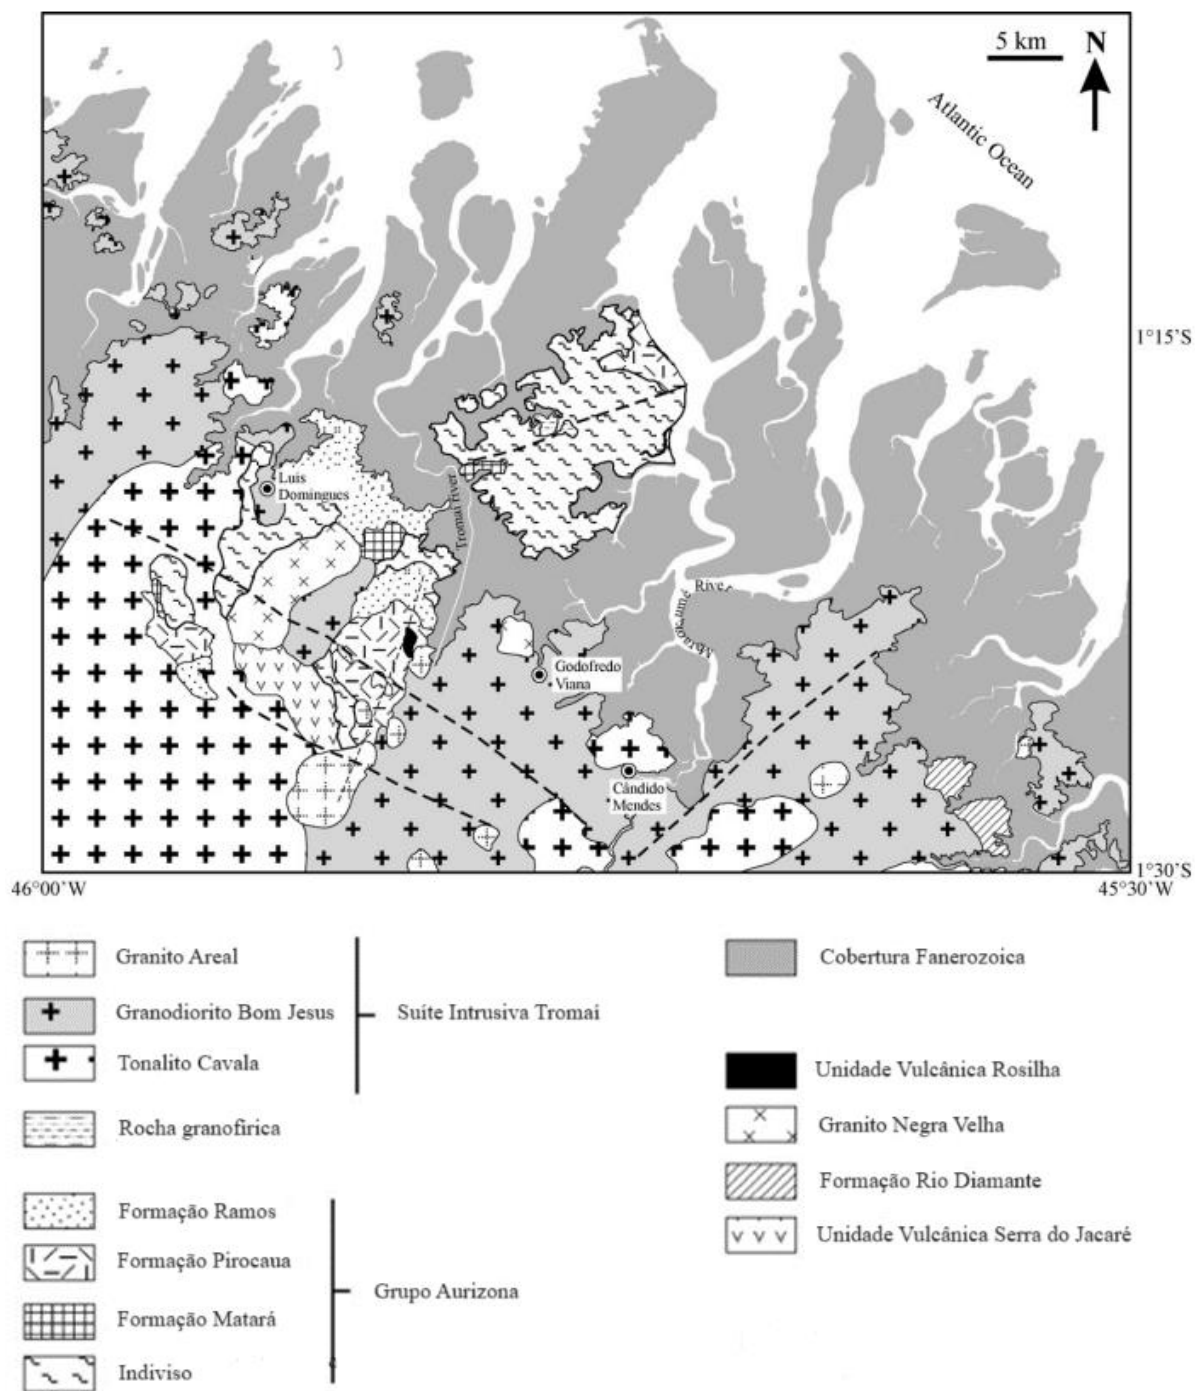 5 km
N
Atlantic Ocean
1°15'S
Luis
Domingues
Tromaí river
River
Godofredo
Viana
Cândido
Mendes
46°00'W
1°30'S
45°30'W
Granito Areal
Granodiorito Bom Jesus
Suíte Intrusiva Tromaí
Tonalito Cavala
Rocha granofirica
Formação Ramos
Formação Pirocaua
Grupo Aurizona
Formação Matará
Indiviso
Cobertura Fanerozoica
Unidade Vulcânica Rosilha
Granito Negra Velha
Formação Rio Diamante
Unidade Vulcânica Serra do Jacaré